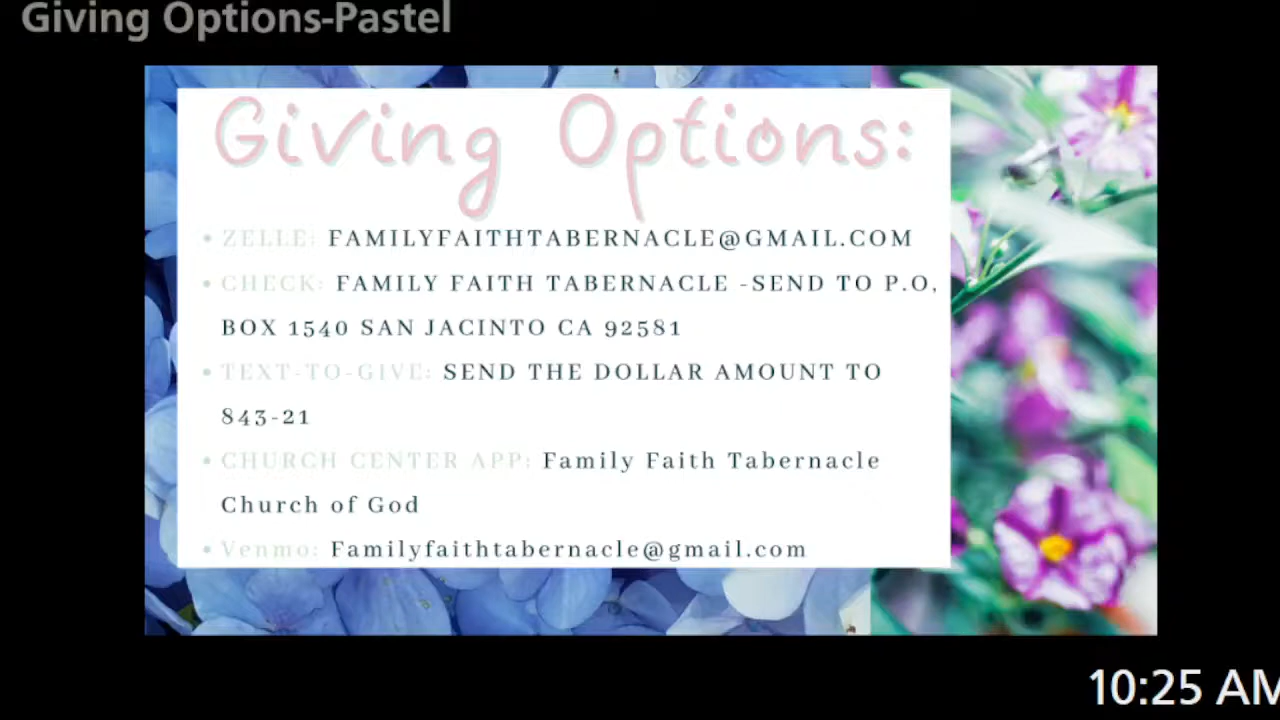 Giving Options-Pastel
Giving Options:
• ZELLE: FAMILYFAITHTABERNACLE@GMAIL.COM
• CHECK: FAMILY FAITH TABERNACLE -SEND TO P.O,
BOX 1540 SAN JACINTO CA 92581
• TEXT-TO-GIVE: SEND THE DOLLAR AMOUNT TO
843-21
• CHURCH CENTER APP: Family Faith Tabernacle
Church of God
• Venmo: Familyfaithtabernacle@gmail.com
10:25 AM